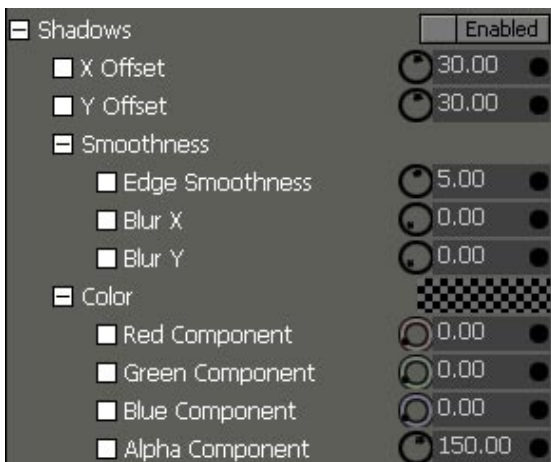 Shadows Enabled
X Offset 30.00
Y Offset 30.00
Smoothness
Edge Smoothness 5.00
Blur X 0.00
Blur Y 0.00
Color
Red Component 0.00
Green Component 0.00
Blue Component 0.00
Alpha Component 150.00